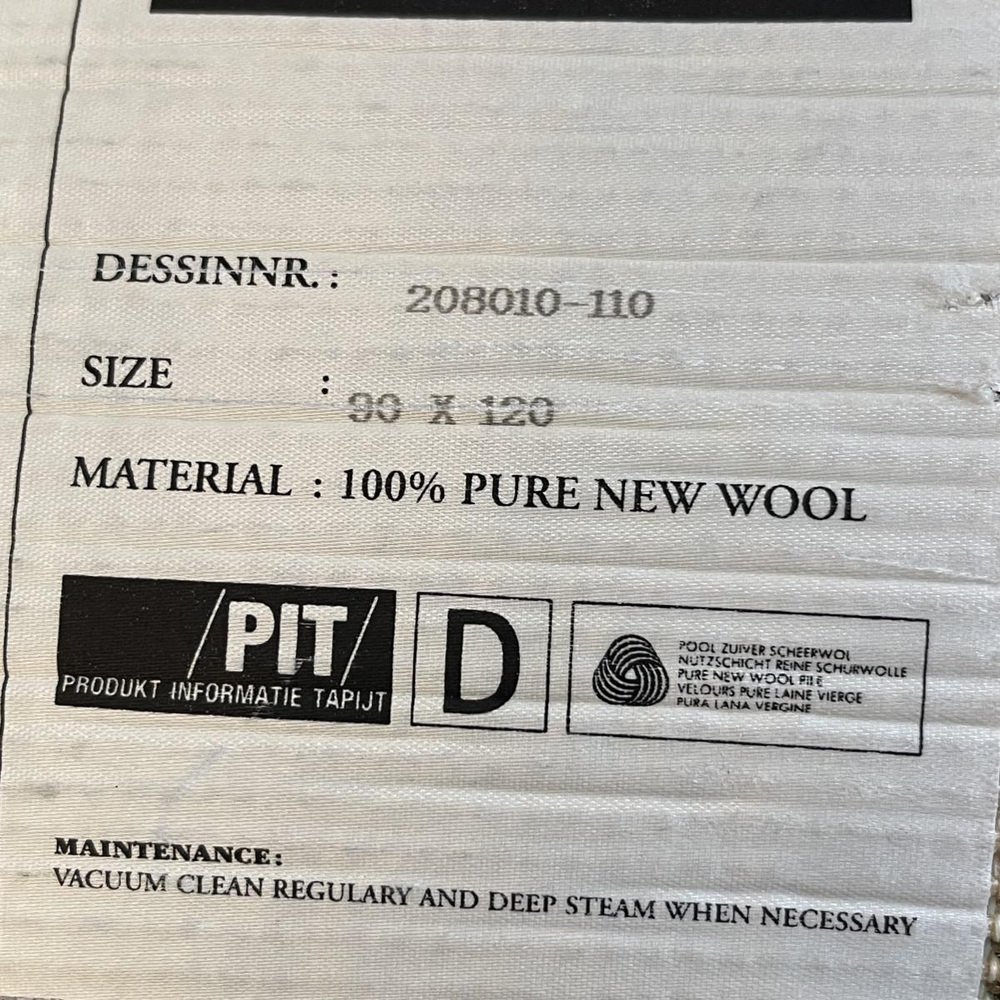 DESSINNR. : 208010-110
SIZE : 90 X 120
MATERIAL : 100% PURE NEW WOOL
/PIT/
PRODUKT INFORMATIE TAPIJT
D
POOL ZUIVER SCHEERWOL
NUTZSCHICHT REINE SCHURWOLLE
PURE NEW WOOL PILE
VELOURS PURE LAINE VIERGE
PURA LANA VERGINE
MAINTENANCE:
VACUUM CLEAN REGULARY AND DEEP STEAM WHEN NECESSARY